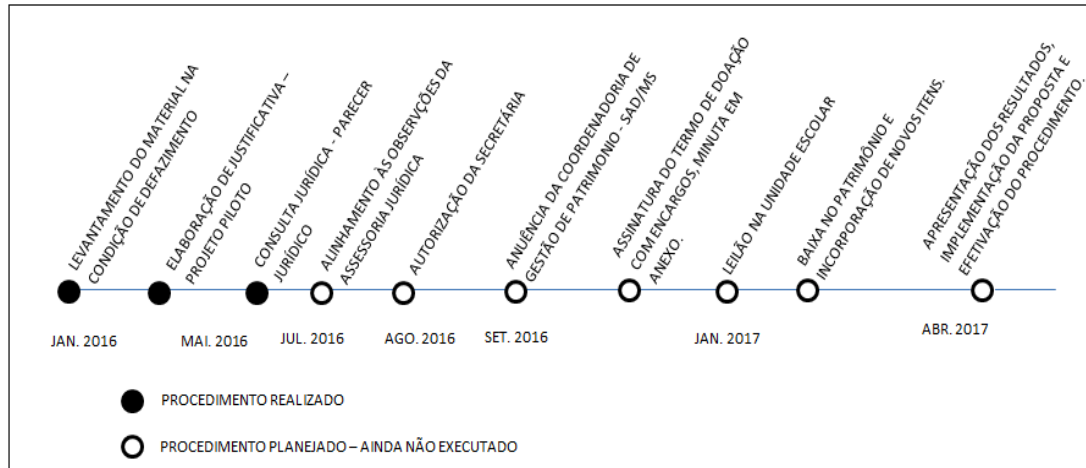 LEVANTAMENTO DO MATERIAL NA
CONDIÇÃO DE DEFAZIMENTO
ELABORAÇÃO DE JUSTIFICATIVA –
PROJETO PILOTO
CONSULTA JURÍDICA - PARECER
JURÍDICO
ALINHAMENTO ÀS OBSERVÇÕES DA
ASSESSORIA JURÍDICA
AUTORIZAÇÃO DA SECRETÁRIA
ANUÊNCIA DA COORDENADORIA DE
GESTÃO DE PATRIMONIO - SAD/MS
ASSINATURA DO TERMO DE DOAÇÃO
COM ENCARGOS, MINUTA EM
ANEXO.
LEILÃO NA UNIDADE ESCOLAR
BAIXA NO PATRIMÔNIO E
INCORPORAÇÃO DE NOVOS ITENS.
APRESENTAÇÃO DOS RESULTADOS,
IMPLEMENTAÇÃO DA PROPOSTA E
EFETIVAÇÃO DO PROCEDIMENTO.
JAN. 2016
MAI. 2016
JUL. 2016
AGO. 2016
SET. 2016
JAN. 2017
ABR. 2017
PROCEDIMENTO REALIZADO
PROCEDIMENTO PLANEJADO – AINDA NÃO EXECUTADO